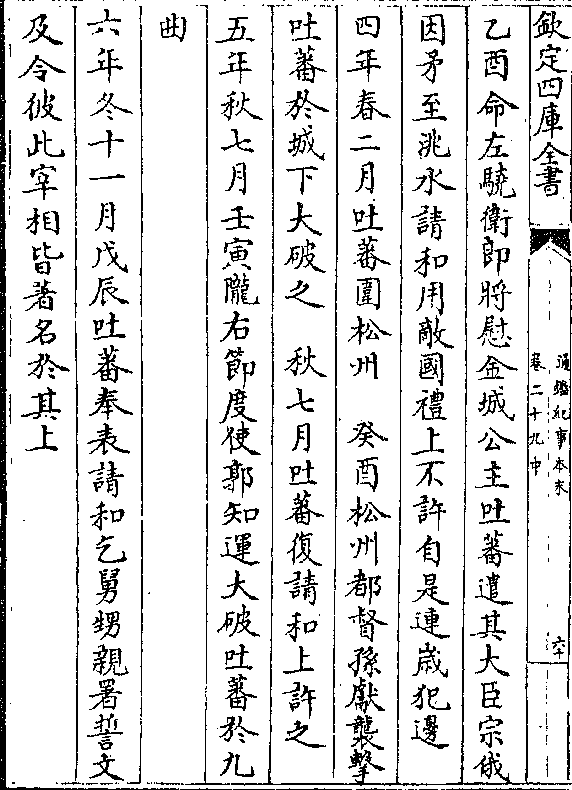 欽定四庫全書
通鑑紀事本末
卷二十九中
六十
乙酉命左驍衛郎將慰金城公主吐蕃遣其大臣宗俄
因矛至洮水請和用敵國禮上不許自是連歲犯邊
四年春二月吐蕃圍松州　癸酉松州都督孫獻襲擊
吐蕃於城下大破之　秋七月吐蕃復請和上許之
五年秋七月壬寅隴右節度使郭知運大破吐蕃於九
曲
六年冬十一月戊辰吐蕃奉表請和乞舅甥親署誓文
及令彼此宰相皆著名於其上